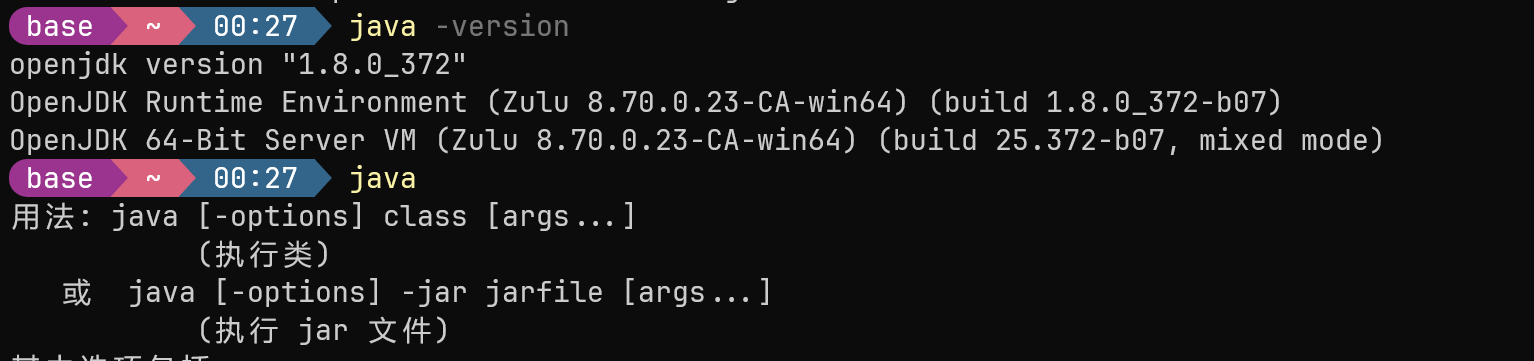 base ~ 00:27 java -version
openjdk version "1.8.0_372"
OpenJDK Runtime Environment (Zulu 8.70.0.23-CA-win64) (build 1.8.0_372-b07)
OpenJDK 64-Bit Server VM (Zulu 8.70.0.23-CA-win64) (build 25.372-b07, mixed mode)
base ~ 00:27 java
用法: java [-options] class [args...]
(执行类)
或 java [-options] -jar jarfile [args...]
(执行 jar 文件)